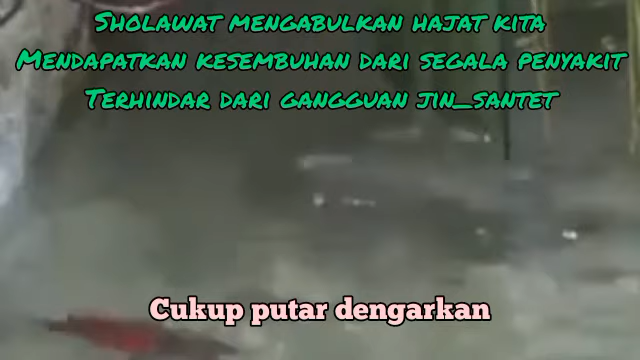 Sholawat mengabulkan hajat kita
Mendapatkan kesembuhan dari segala penyakit
Terhindar dari gangguan jin_santet
Cukup putar dengarkan